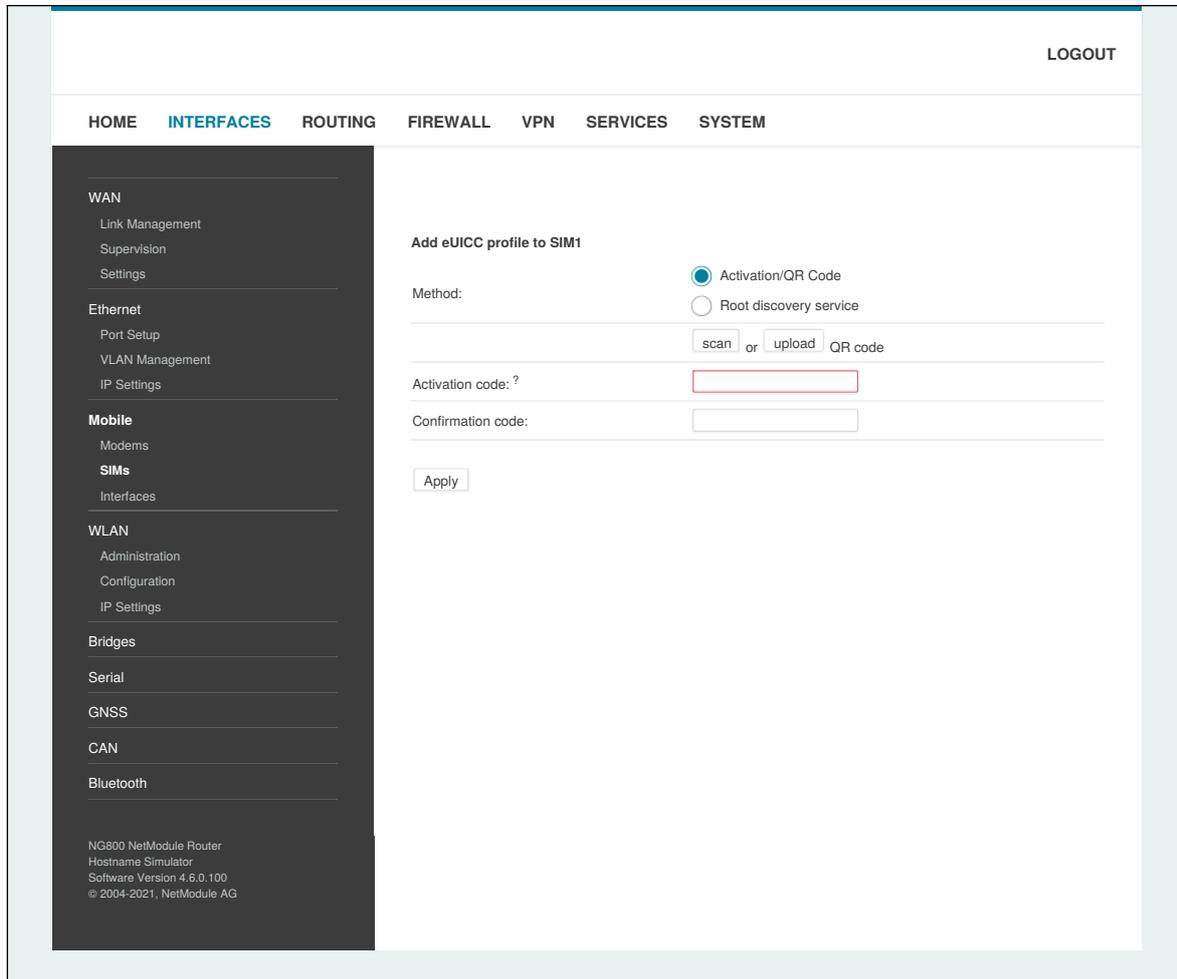 LOGOUT
HOME INTERFACES ROUTING FIREWALL VPN SERVICES SYSTEM
WAN
Link Management
Supervision
Settings
Ethernet
Port Setup
VLAN Management
IP Settings
Mobile
Modems
SIMs
Interfaces
WLAN
Administration
Configuration
IP Settings
Bridges
Serial
GNSS
CAN
Bluetooth
NG800 NetModule Router
Hostname Simulator
Software Version 4.6.0.100
© 2004-2021, NetModule AG
Add eUICC profile to SIM1
Method:
Activation/QR Code
Root discovery service
scan or upload QR code
Activation code: ?
Confirmation code:
Apply